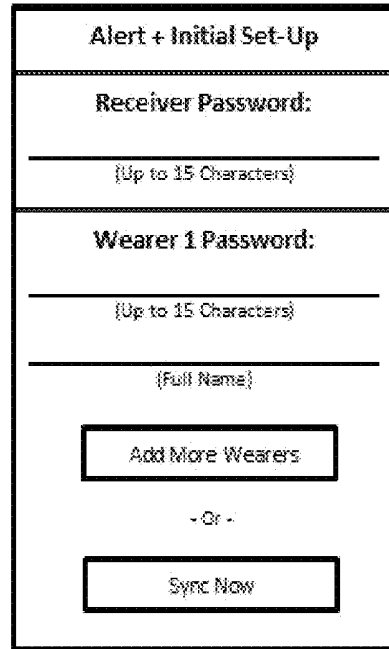 Alert + Initial Set-Up
Receiver Password:
(Up to 15 Characters)
Wearer 1 Password:
(Up to 15 Characters)
(Full Name)
Add More Wearers
- Or -
Sync Now